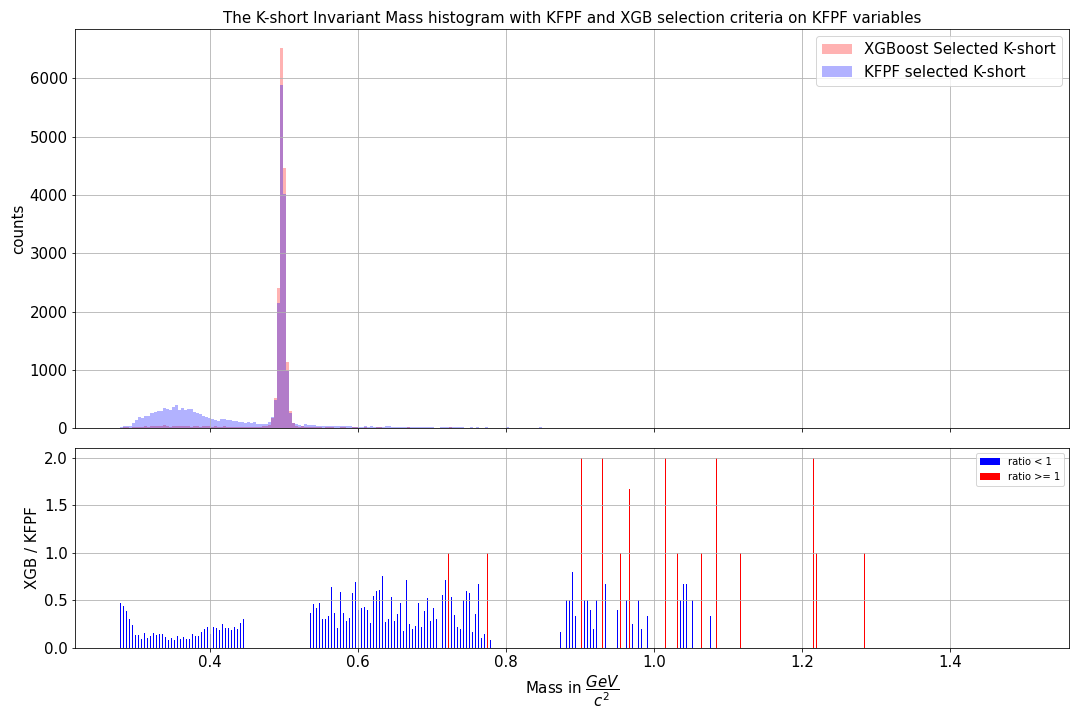 The K-short Invariant Mass histogram with KFPF and XGB selection criteria on KFPF variables
XGBoost Selected K-short
KFPF selected K-short
counts
6000
5000
4000
3000
2000
1000
0
ratio < 1
ratio >= 1
XGB / KFPF
2.0
1.5
1.0
0.5
0.0
0.4 0.6 0.8 1.0 1.2 1.4
Mass in GeV/c²